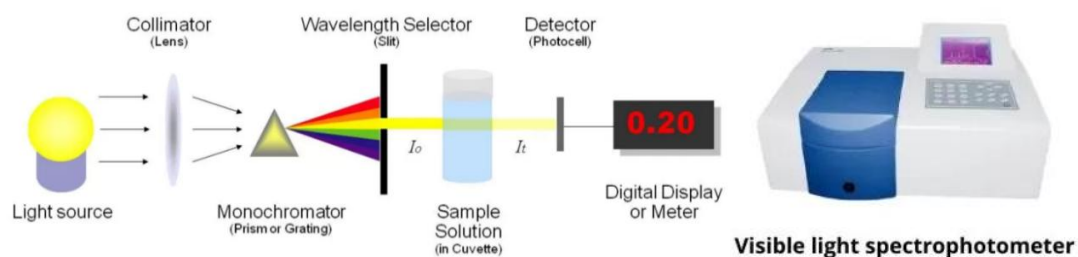 Collimator
(Lens)
Wavelength Selector
(Slit)
Detector
(Photocell)
Io
It
0.20
Light source
Monochromator
(Prism or Grating)
Sample
Solution
(in Cuvette)
Digital Display
or Meter
Visible light spectrophotometer